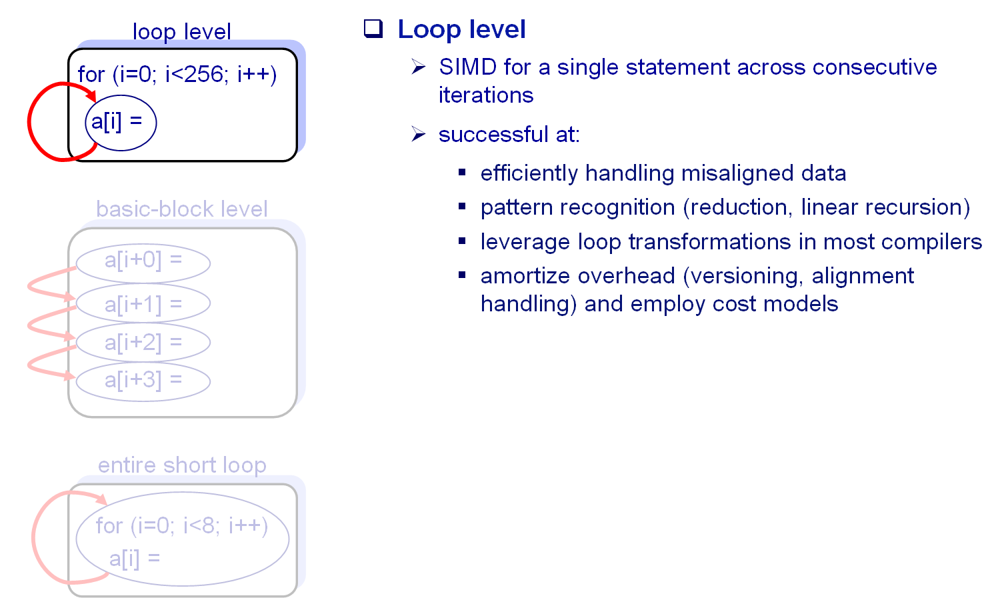 loop level
for (i=0; i<256; i++)
a[i] =
basic-block level
a[i+0] =
a[i+1] =
a[i+2] =
a[i+3] =
entire short loop
for (i=0; i<8; i++)
a[i] =
Loop level
SIMD for a single statement across consecutive
iterations
successful at:
efficiently handling misaligned data
pattern recognition (reduction, linear recursion)
leverage loop transformations in most compilers
amortize overhead (versioning, alignment
handling) and employ cost models